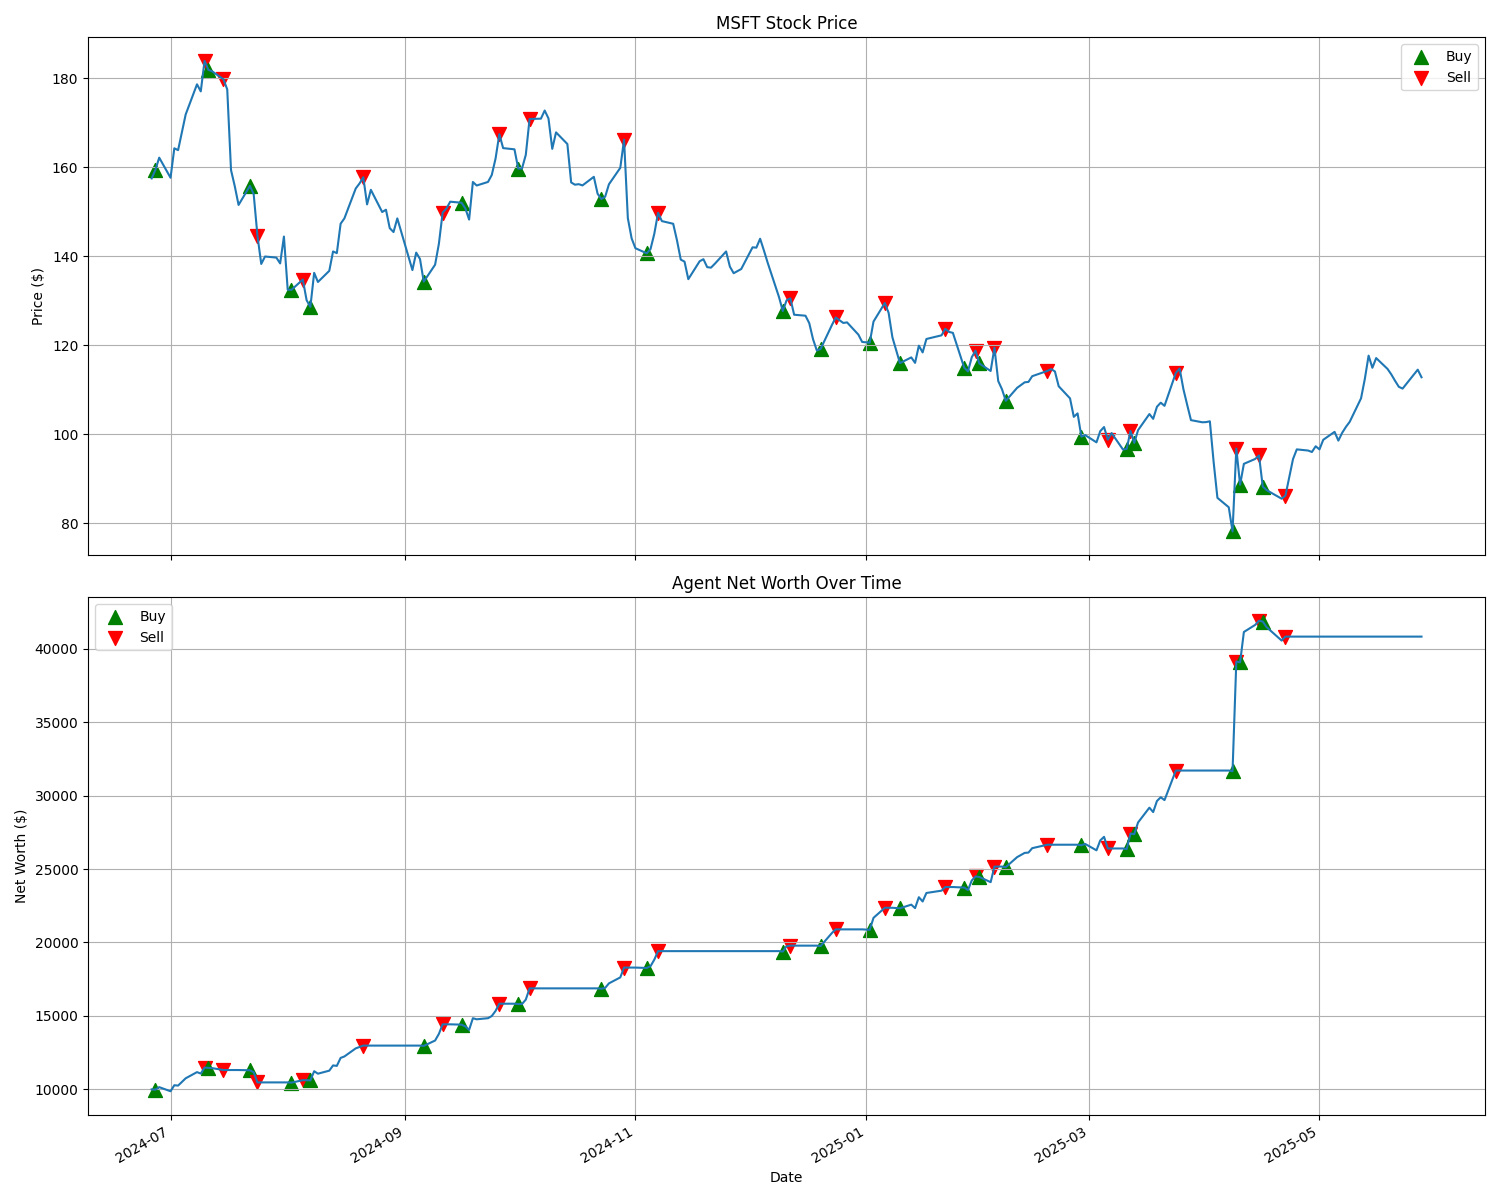 MSFT Stock Price
Buy
Sell
180
160
140
120
100
80
Price ($)
Agent Net Worth Over Time
Buy
Sell
40000
35000
30000
25000
20000
15000
10000
Net Worth ($)
2024-07
2024-09
2024-11
2025-01
2025-03
2025-05
Date